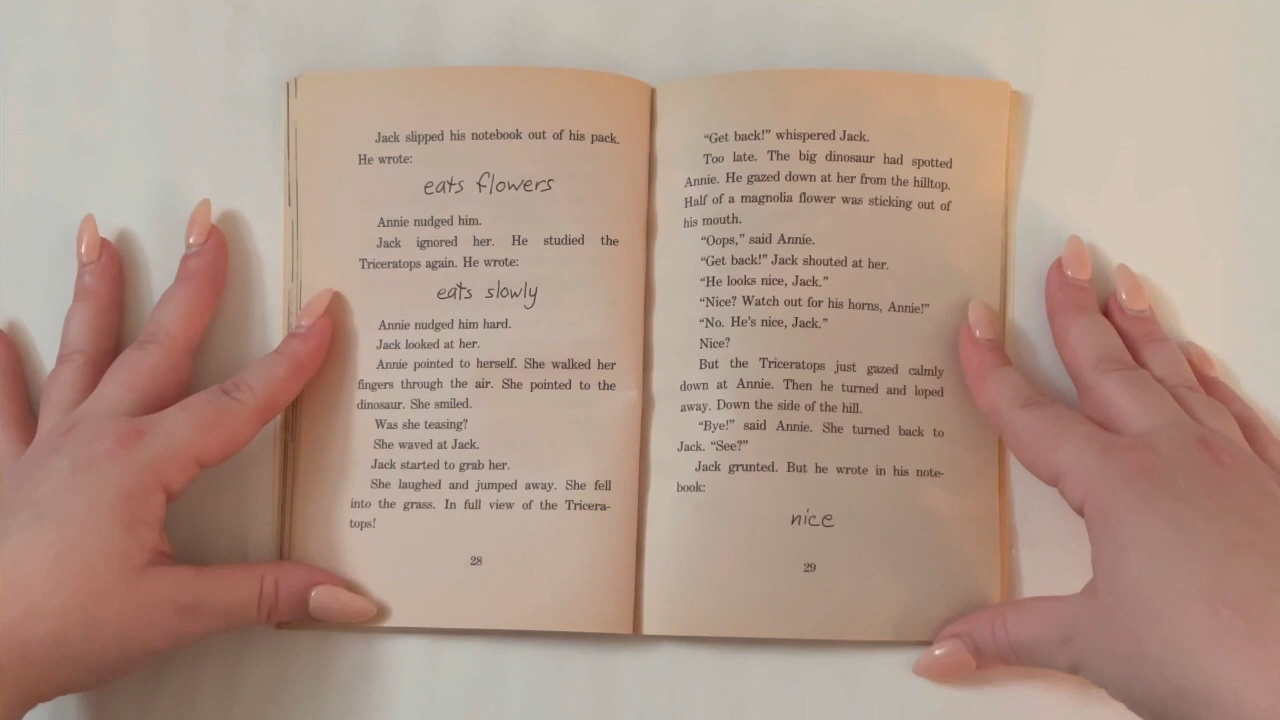 Jack slipped his notebook out of his pack.
He wrote:
eats flowers
Annie nudged him.
Jack ignored her. He studied the
Triceratops again. He wrote:
eats slowly
Annie nudged him hard.
Jack looked at her.
Annie pointed to herself. She walked her
fingers through the air. She pointed to the
dinosaur. She smiled.
Was she teasing?
She waved at Jack.
Jack started to grab her.
She laughed and jumped away. She fell
into the grass. In full view of the Tricera-
tops!
28
“Get back!” whispered Jack.
Too late. The big dinosaur had spotted
Annie. He gazed down at her from the hilltop.
Half of a magnolia flower was sticking out of
his mouth.
“Oops,” said Annie.
“Get back!” Jack shouted at her.
“He looks nice, Jack.”
“Nice? Watch out for his horns, Annie!”
“No. He’s nice, Jack.”
Nice?
But the Triceratops just gazed calmly
down at Annie. Then he turned and loped
away. Down the side of the hill.
“Bye!” said Annie. She turned back to
Jack. “See?”
Jack grunted. But he wrote in his note-
book:
nice
29